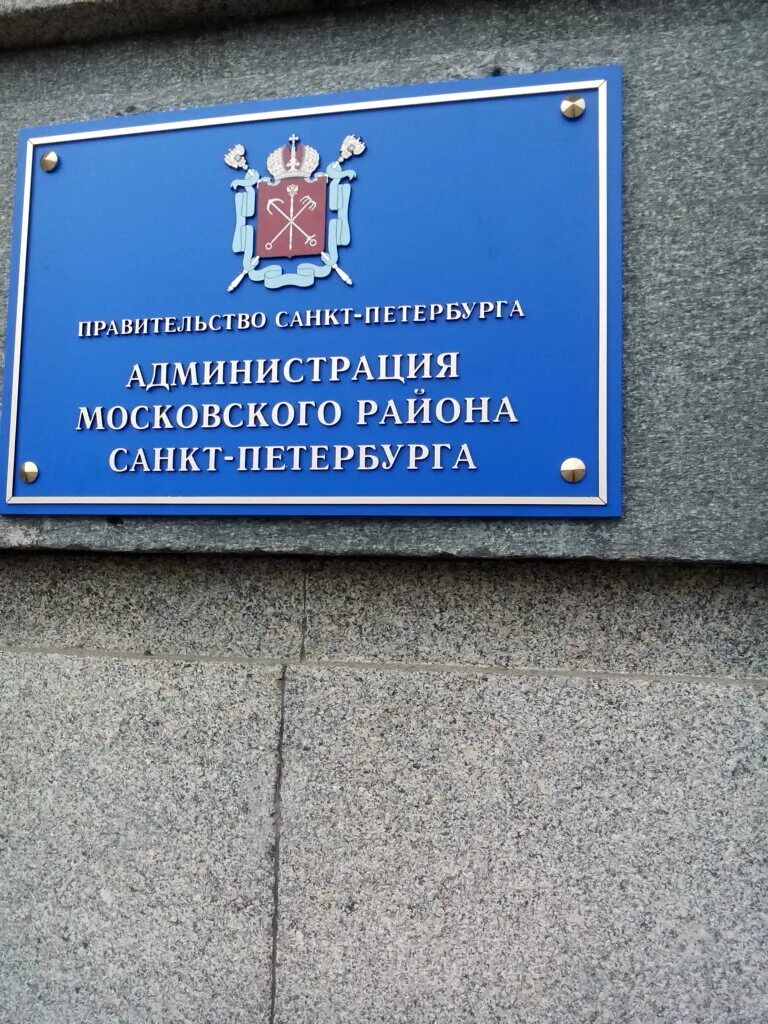 ПРАВИТЕЛЬСТВО САНКТ-ПЕТЕРБУРГА
АДМИНИСТРАЦИЯ
МОСКОВСКОГО РАЙОНА
САНКТ-ПЕТЕРБУРГА